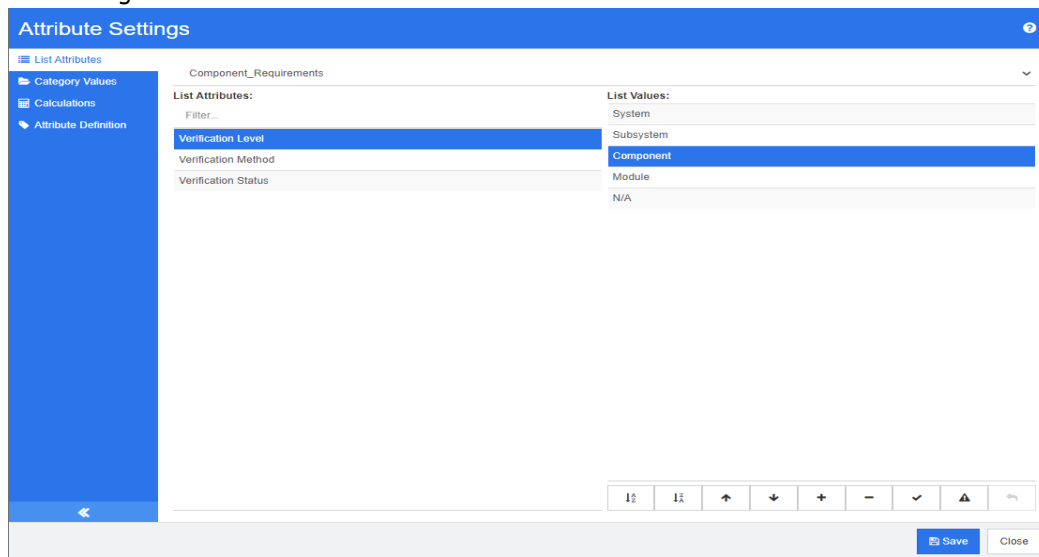 Attribute Settings
List Attributes
Category Values
Calculations
Attribute Definition
Component_Requirements
List Attributes:
Filter...
Verification Level
Verification Method
Verification Status
List Values:
System
Subsystem
Component
Module
N/A
Save
Close